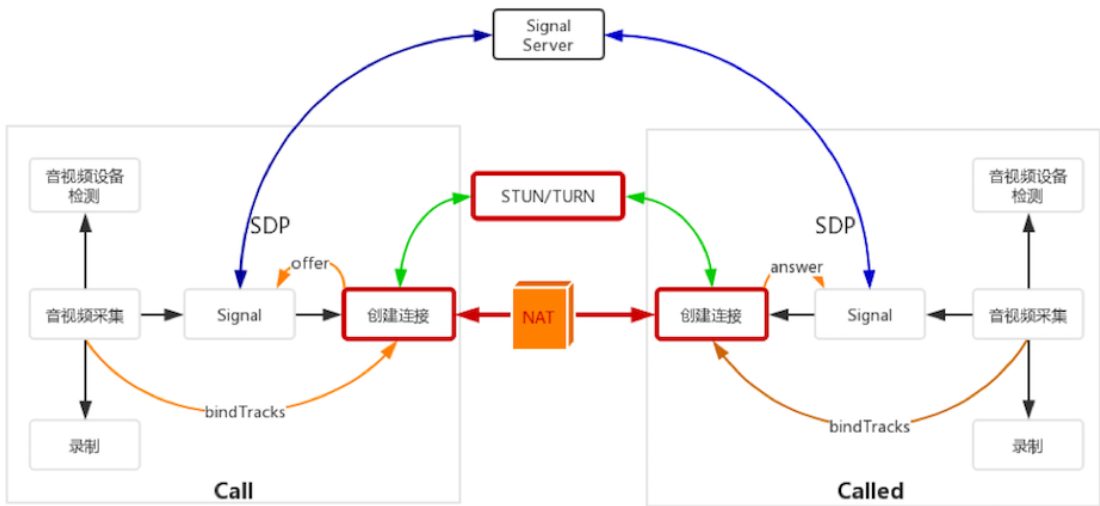 Signal
Server
音视频设备
检测
STUN/TURN
音视频设备
检测
SDP
SDP
offer
answer
音视频采集
Signal
创建连接
NAT
创建连接
Signal
音视频采集
bindTracks
bindTracks
录制
录制
Call
Called